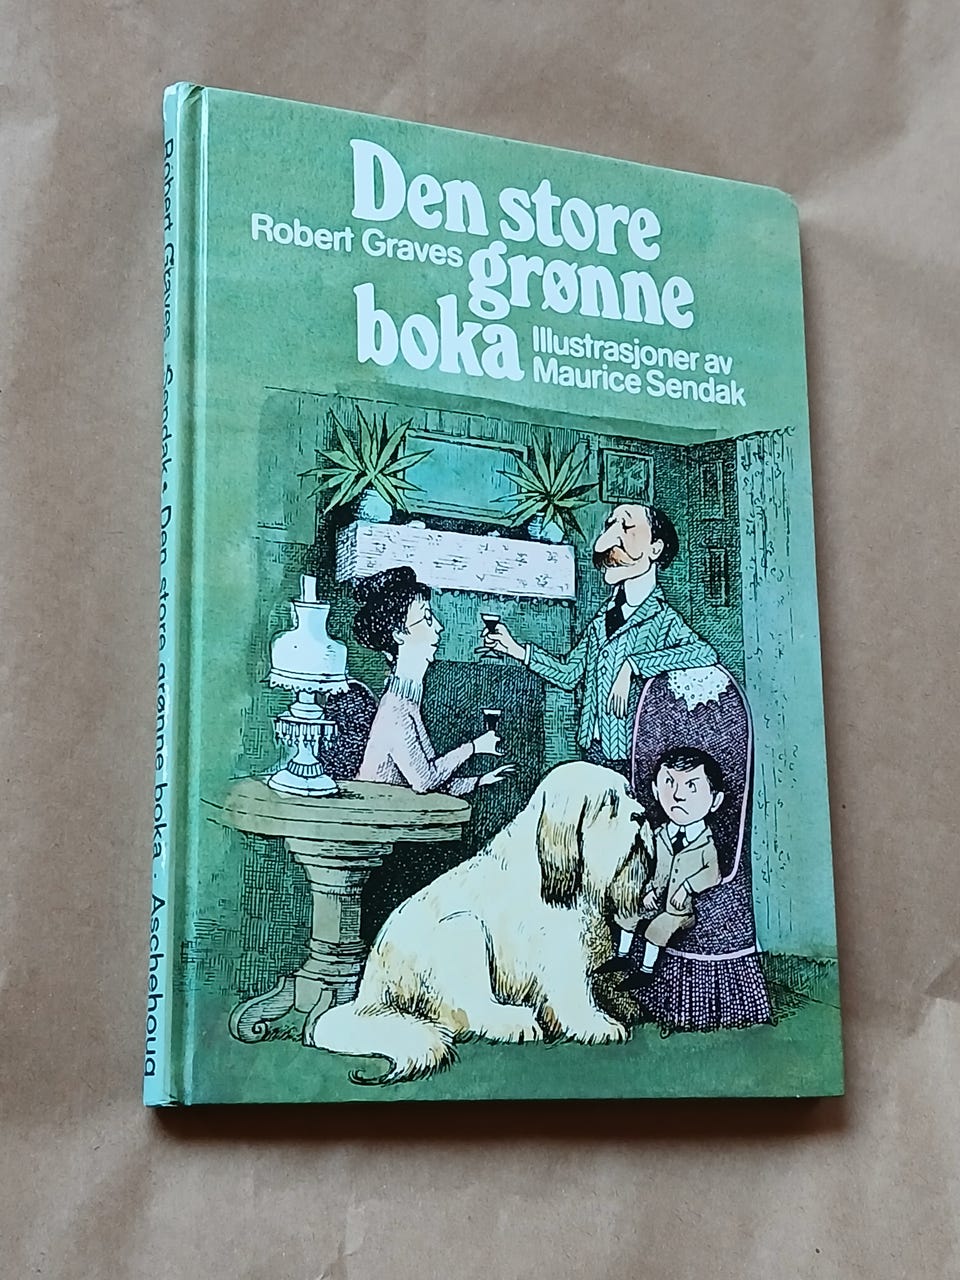 Den store
Robert Graves grønne
boka Illustrasjoner av
Maurice Sendak
Robert Graves · Sendak · Den store grønne boka · Aschehoug